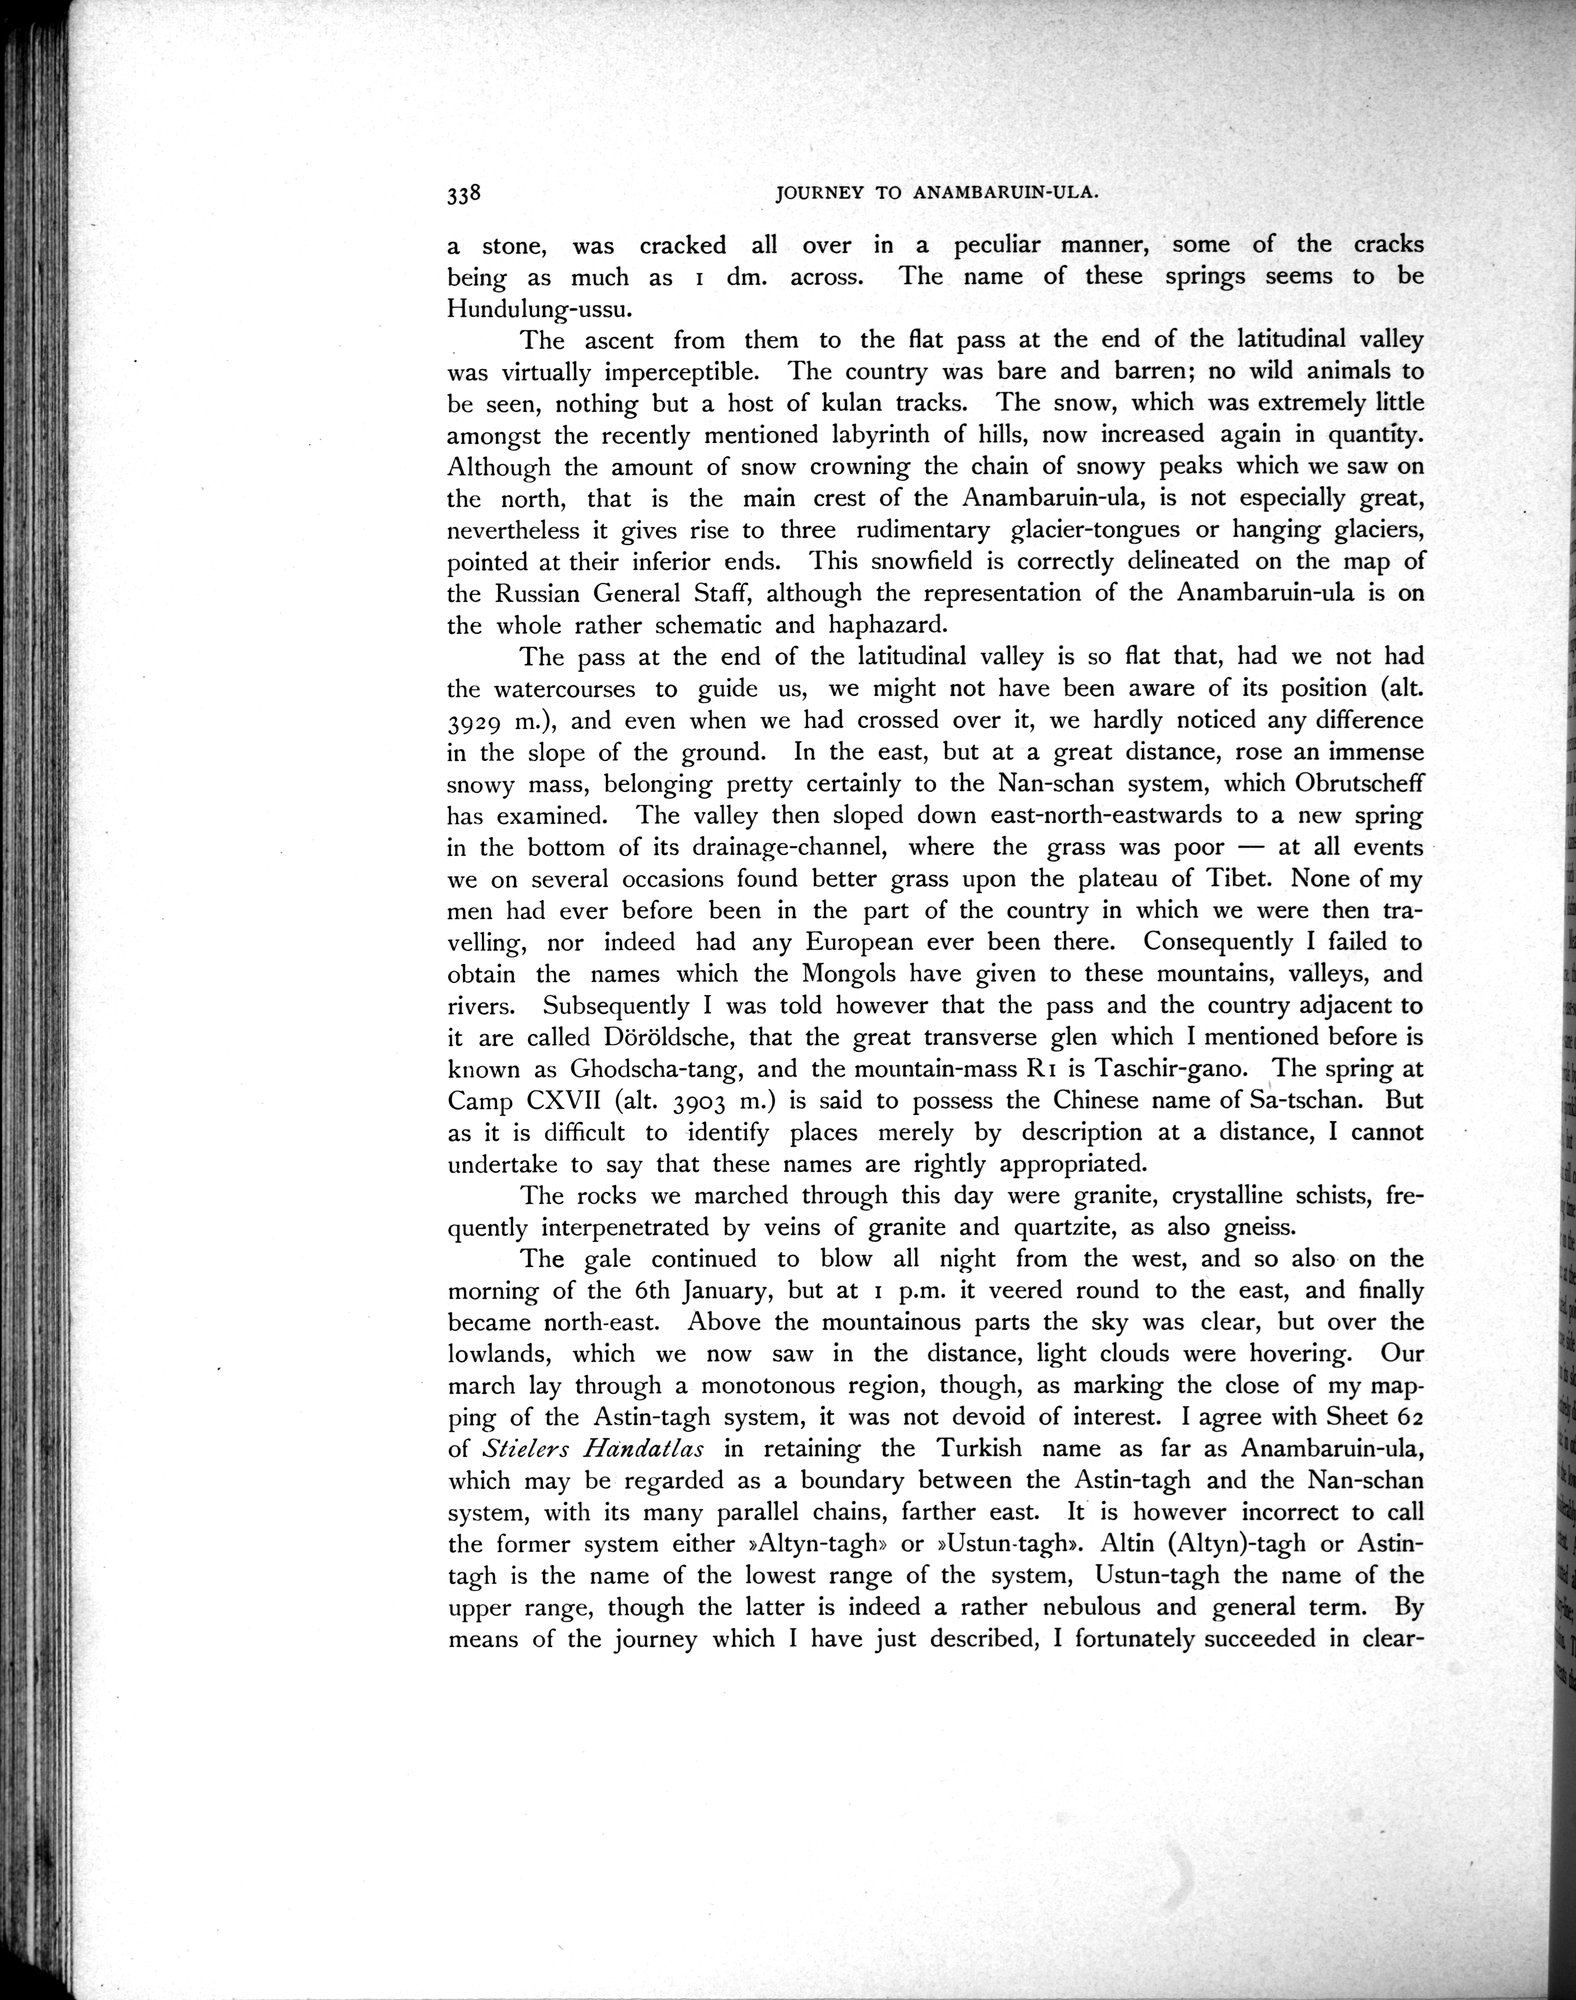 338
JOURNEY TO ANAMBARUIN-ULA.
a stone, was cracked all over in a peculiar manner, some of the cracks
being as much as 1 dm. across. The name of these springs seems to be
Hundulung-ussu.
The ascent from them to the flat pass at the end of the latitudinal valley
was virtually imperceptible. The country was bare and barren; no wild animals to
be seen, nothing but a host of kulan tracks. The snow, which was extremely little
amongst the recently mentioned labyrinth of hills, now increased again in quantity.
Although the amount of snow crowning the chain of snowy peaks which we saw on
the north, that is the main crest of the Anambaruin-ula, is not especially great,
nevertheless it gives rise to three rudimentary glacier-tongues or hanging glaciers,
pointed at their inferior ends. This snowfield is correctly delineated on the map of
the Russian General Staff, although the representation of the Anambaruin-ula is on
the whole rather schematic and haphazard.
The pass at the end of the latitudinal valley is so flat that, had we not had
the watercourses to guide us, we might not have been aware of its position (alt.
3929 m.), and even when we had crossed over it, we hardly noticed any difference
in the slope of the ground. In the east, but at a great distance, rose an immense
snowy mass, belonging pretty certainly to the Nan-schan system, which Obrutscheff
has examined. The valley then sloped down east-north-eastwards to a new spring
in the bottom of its drainage-channel, where the grass was poor — at all events
we on several occasions found better grass upon the plateau of Tibet. None of my
men had ever before been in the part of the country in which we were then tra-
velling, nor indeed had any European ever been there. Consequently I failed to
obtain the names which the Mongols have given to these mountains, valleys, and
rivers. Subsequently I was told however that the pass and the country adjacent to
it are called Döröldsche, that the great transverse glen which I mentioned before is
known as Ghodscha-tang, and the mountain-mass R1 is Taschir-gano. The spring at
Camp CXVII (alt. 3903 m.) is said to possess the Chinese name of Sa-tschan. But
as it is difficult to identify places merely by description at a distance, I cannot
undertake to say that these names are rightly appropriated.
The rocks we marched through this day were granite, crystalline schists, fre-
quently interpenetrated by veins of granite and quartzite, as also gneiss.
The gale continued to blow all night from the west, and so also on the
morning of the 6th January, but at 1 p.m. it veered round to the east, and finally
became north-east. Above the mountainous parts the sky was clear, but over the
lowlands, which we now saw in the distance, light clouds were hovering. Our
march lay through a monotonous region, though, as marking the close of my map-
ping of the Astin-tagh system, it was not devoid of interest. I agree with Sheet 62
of Stielers Handatlas in retaining the Turkish name as far as Anambaruin-ula,
which may be regarded as a boundary between the Astin-tagh and the Nan-schan
system, with its many parallel chains, farther east. It is however incorrect to call
the former system either »Altyn-tagh» or »Ustun-tagh». Altin (Altyn)-tagh or Astin-
tagh is the name of the lowest range of the system, Ustun-tagh the name of the
upper range, though the latter is indeed a rather nebulous and general term. By
means of the journey which I have just described, I fortunately succeeded in clear-